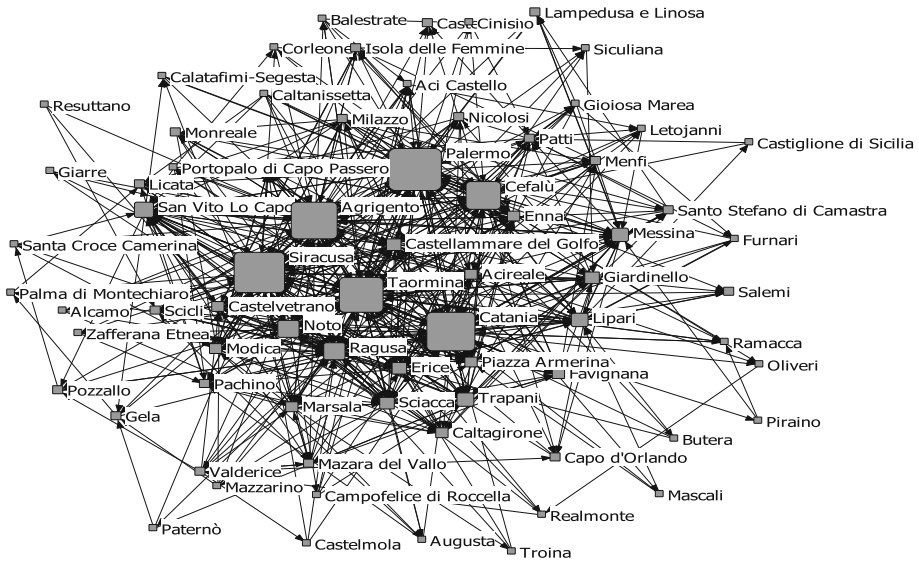 Lampedusa e Linosa
Balestrate
Cinisi
Corleone
Isola delle Femmine
Siculiana
Calatafimi-Segesta
Aci Castello
Caltanissetta
Resuttano
Gioiosa Marea
Milazzo
Nicolosi
Monreale
Patti
Letojanni
Castiglione di Sicilia
Palermo
Menfi
Giarre
Portopalo di Capo Passero
Licata
Cefalù
San Vito Lo Capo
Agrigento
Enna
Santo Stefano di Camastra
Messina
Furnari
Santa Croce Camerina
Castellammare del Golfo
Siracusa
Acireale
Giardinello
Taormina
Palma di Montechiaro
Salemi
Castelvetrano
Alcamo
Scicli
Catania
Lipari
Noto
Zafferana Etnea
Ramacca
Modica
Ragusa
Piazza Armerina
Oliveri
Erice
Favignana
Pachino
Pozzallo
Sciacca
Trapani
Marsala
Gela
Piraino
Caltagirone
Butera
Capo d'Orlando
Mazara del Vallo
Valderice
Mazzarino
Campofelice di Roccella
Mascali
Realmonte
Paternò
Augusta
Castelmola
Troina